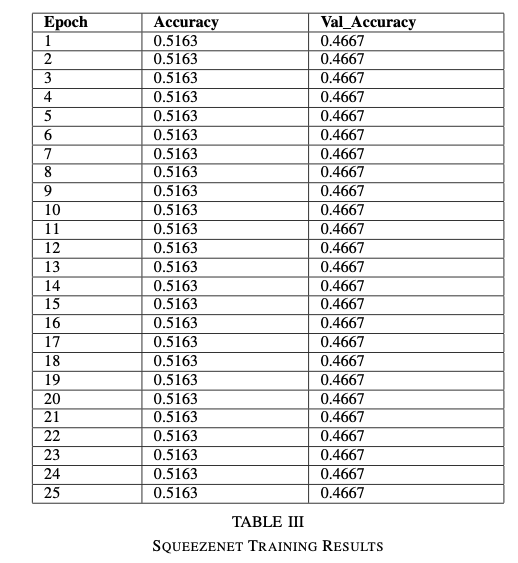 Epoch Accuracy Val_Accuracy
1 0.5163 0.4667
2 0.5163 0.4667
3 0.5163 0.4667
4 0.5163 0.4667
5 0.5163 0.4667
6 0.5163 0.4667
7 0.5163 0.4667
8 0.5163 0.4667
9 0.5163 0.4667
10 0.5163 0.4667
11 0.5163 0.4667
12 0.5163 0.4667
13 0.5163 0.4667
14 0.5163 0.4667
15 0.5163 0.4667
16 0.5163 0.4667
17 0.5163 0.4667
18 0.5163 0.4667
19 0.5163 0.4667
20 0.5163 0.4667
21 0.5163 0.4667
22 0.5163 0.4667
23 0.5163 0.4667
24 0.5163 0.4667
25 0.5163 0.4667
TABLE III
SQUEEZENET TRAINING RESULTS